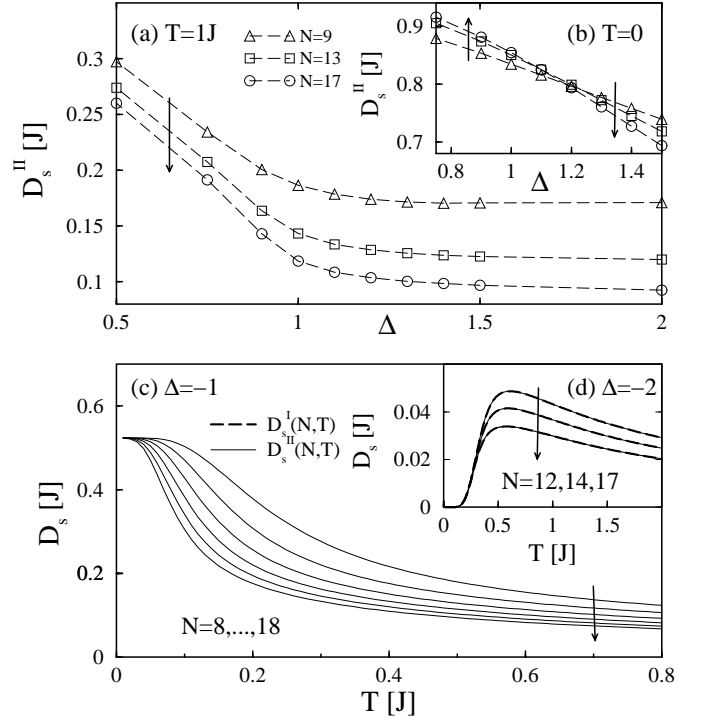 (a) T=1J
N=9
N=13
N=17
D_s^II [J]
0.3
0.25
0.2
0.15
0.1
0.5
1
1.5
2
Δ
(b) T=0
D_s^II [J]
0.9
0.8
0.7
0.8
1
1.2
1.4
Δ
(c) Δ=−1
D_s^I(N,T)
D_s^II(N,T)
D_s [J]
0.6
0.4
0.2
0
0
0.2
0.4
0.6
0.8
T [J]
N=8,...,18
(d) Δ=−2
D_s [J]
0.04
0.02
0
0
0.5
1
1.5
T [J]
N=12,14,17